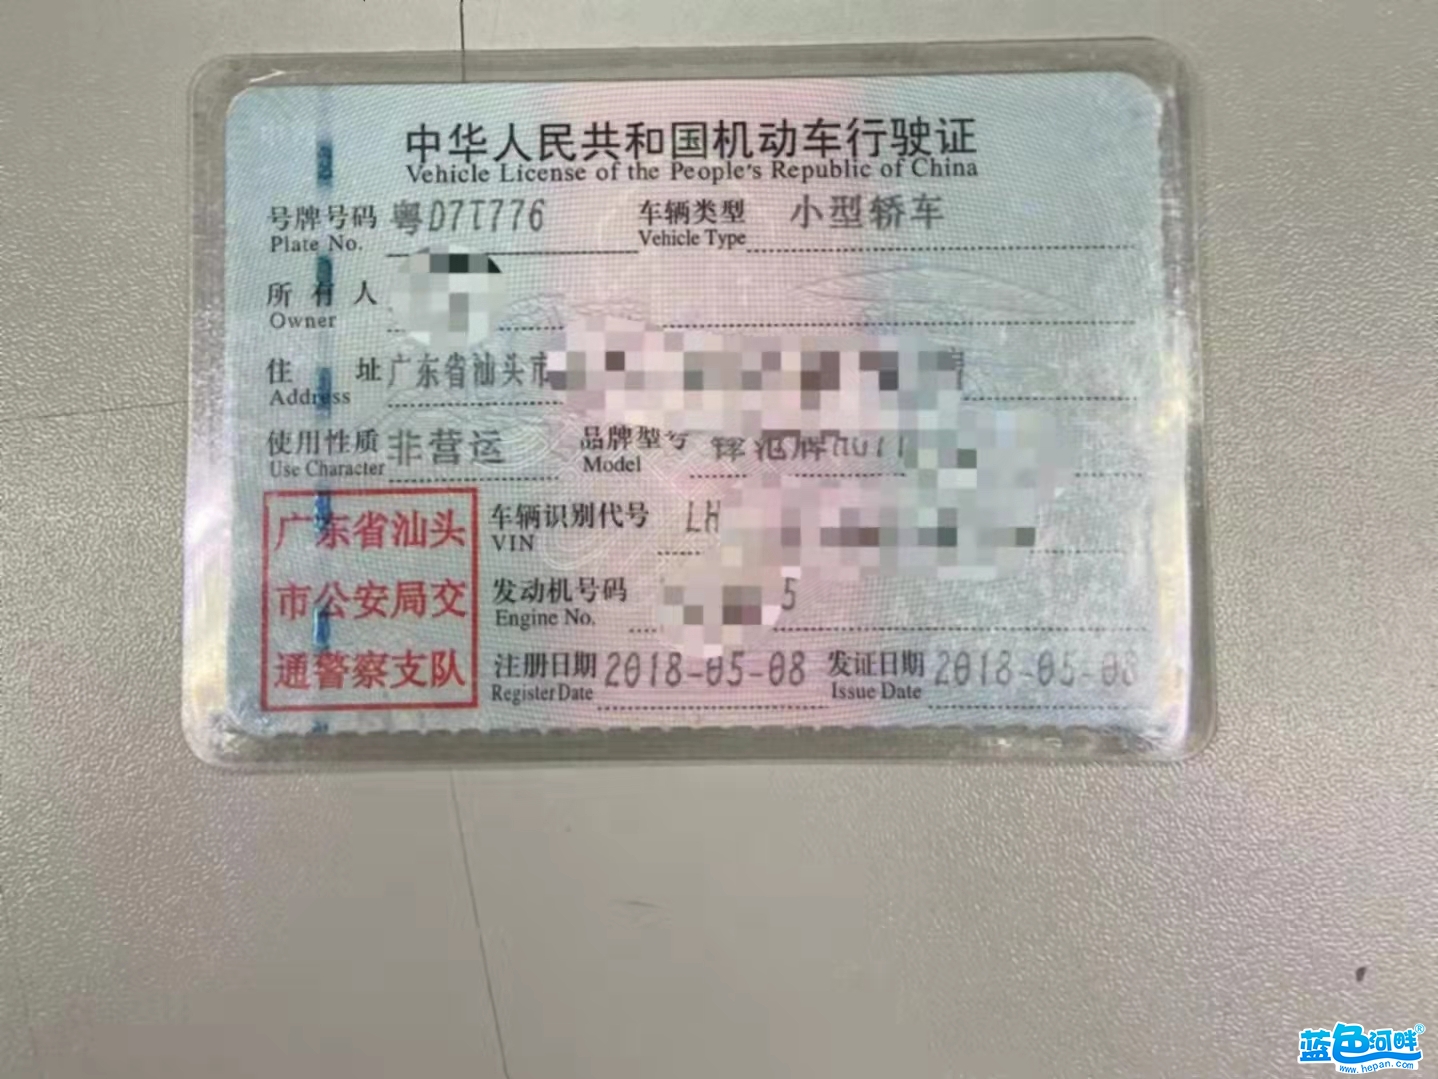 中华人民共和国机动车行驶证
Vehicle License of the People's Republic of China
号牌号码 粤D7T776 车辆类型 小型轿车
Plate No. Vehicle Type
所有人
Owner
住址 广东省汕头市
Address
使用性质 非营运 品牌型号
Use Character Model
广东省汕头
市公安局交
通警察支队
车辆识别代号 LH
VIN
发动机号码 5
Engine No.
注册日期 2018-05-08 发证日期 2018-05-08
Register Date Issue Date
蓝色河畔®
www.hepan.com